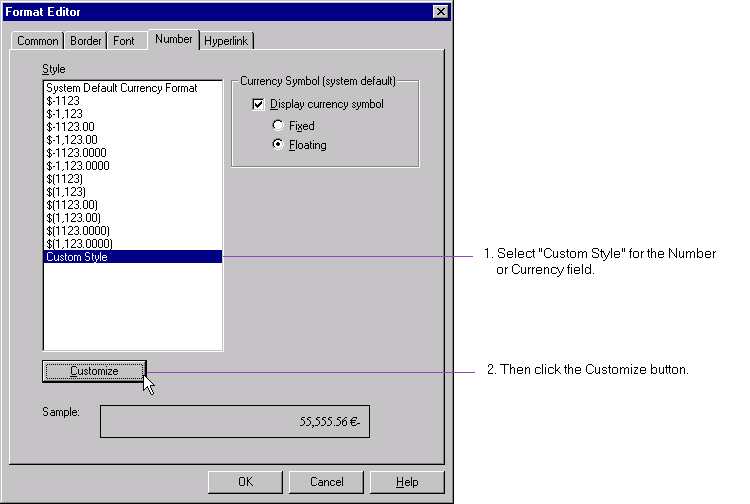 Format Editor
Common Border Font Number Hyperlink
Style
System Default Currency Format
$-1123
$-1,123
$-1123.00
$-1,123.00
$-1123.0000
$-1,123.0000
$(1123)
$(1,123)
$(1123.00)
$(1,123.00)
$(1123.0000)
$(1,123.0000)
Custom Style
Currency Symbol (system default)
Display currency symbol
Fixed
Floating
1. Select "Custom Style" for the Number
or Currency field.
Customize
2. Then click the Customize button.
Sample:
55,555.56 €-
OK Cancel Help